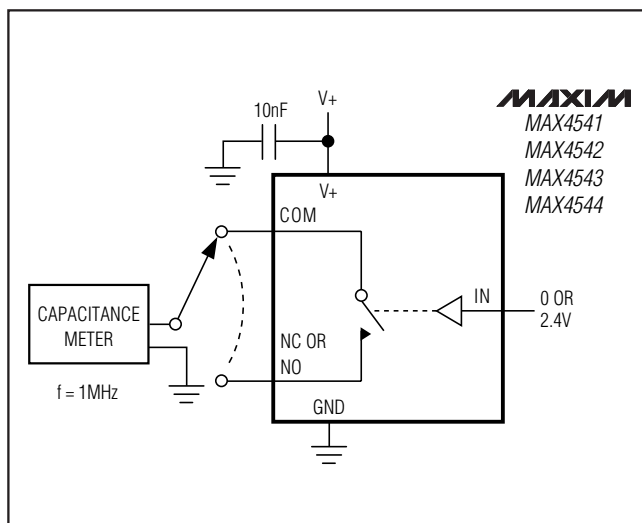 V+
10nF
MAXIM
MAX4541
MAX4542
MAX4543
MAX4544
V+
COM
CAPACITANCE
METER
IN
0 OR
2.4V
NC OR
NO
f = 1MHz
GND